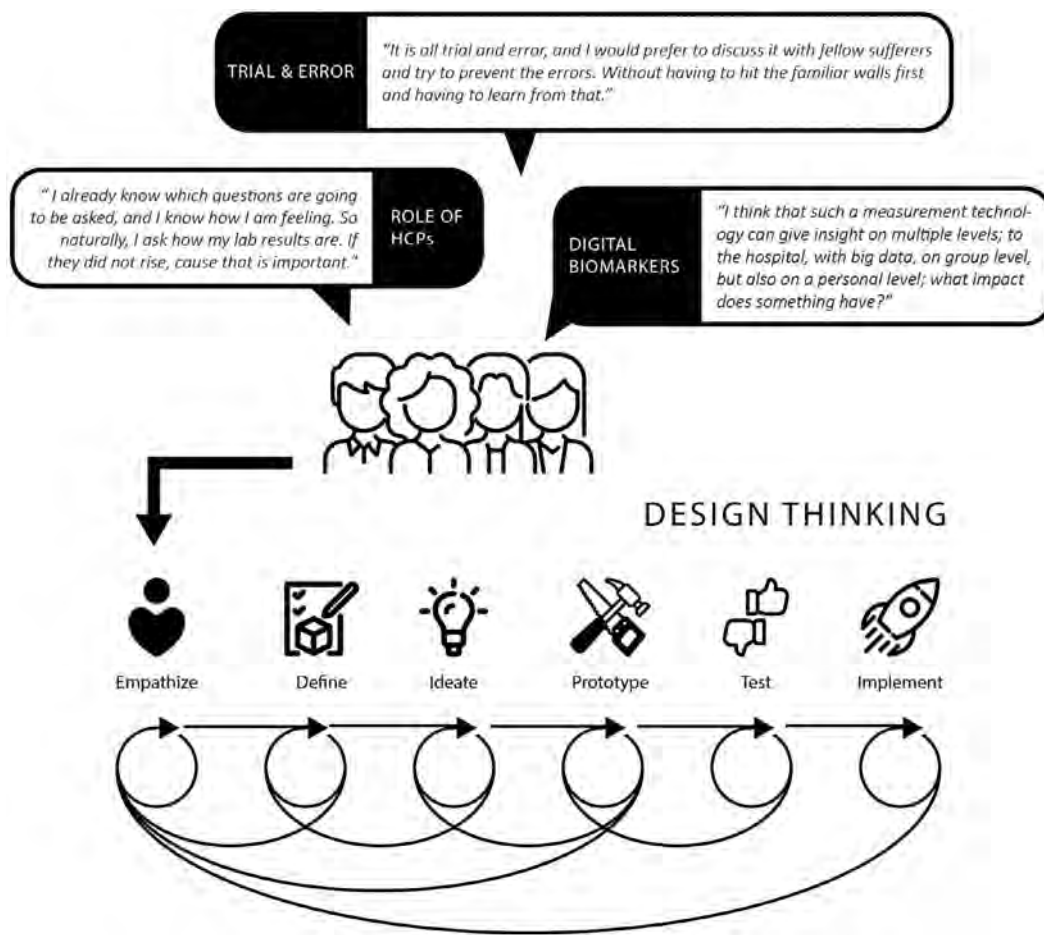 TRIAL & ERROR
"It is all trial and error, and I would prefer to discuss it with fellow sufferers
and try to prevent the errors. Without having to hit the familiar walls first
and having to learn from that."
" I already know which questions are going
to be asked, and I know how I am feeling. So
naturally, I ask how my lab results are. If
they did not rise, cause that is important."
ROLE OF
HCPs
DIGITAL
BIOMARKERS
"I think that such a measurement technol-
ogy can give insight on multiple levels; to
the hospital, with big data, on group level,
but also on a personal level; what impact
does something have?"
DESIGN THINKING
Empathize Define Ideate Prototype Test Implement